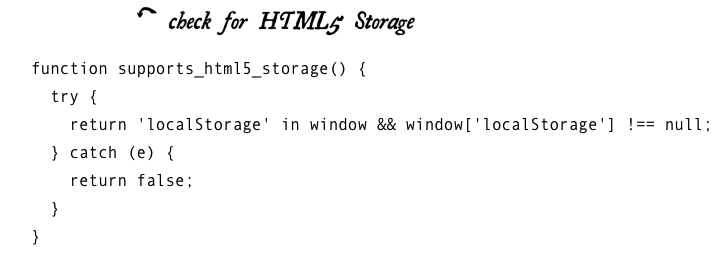 check for HTML5 Storage
function supports_html5_storage() {
  try {
    return 'localStorage' in window && window['localStorage'] !== null;
  } catch (e) {
    return false;
  }
}